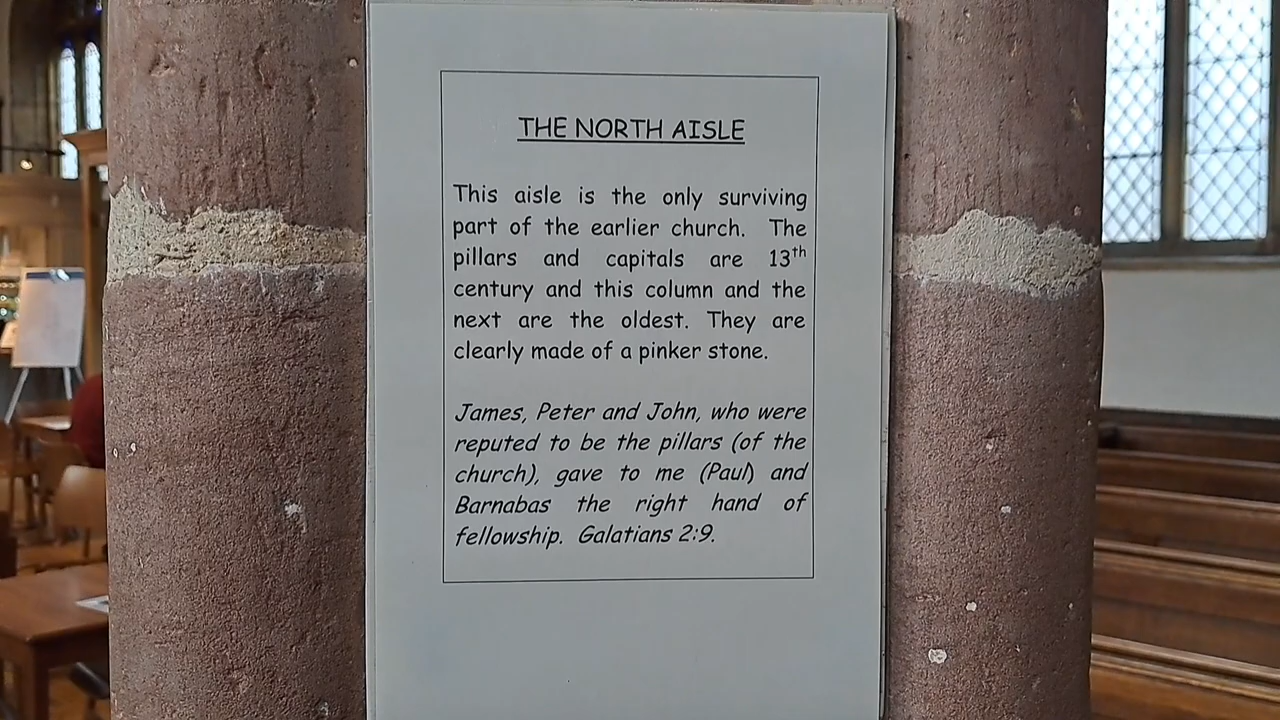 THE NORTH AISLE
This aisle is the only surviving
part of the earlier church. The
pillars and capitals are 13th
century and this column and the
next are the oldest. They are
clearly made of a pinker stone.
James, Peter and John, who were
reputed to be the pillars (of the
church), gave to me (Paul) and
Barnabas the right hand of
fellowship. Galatians 2:9.